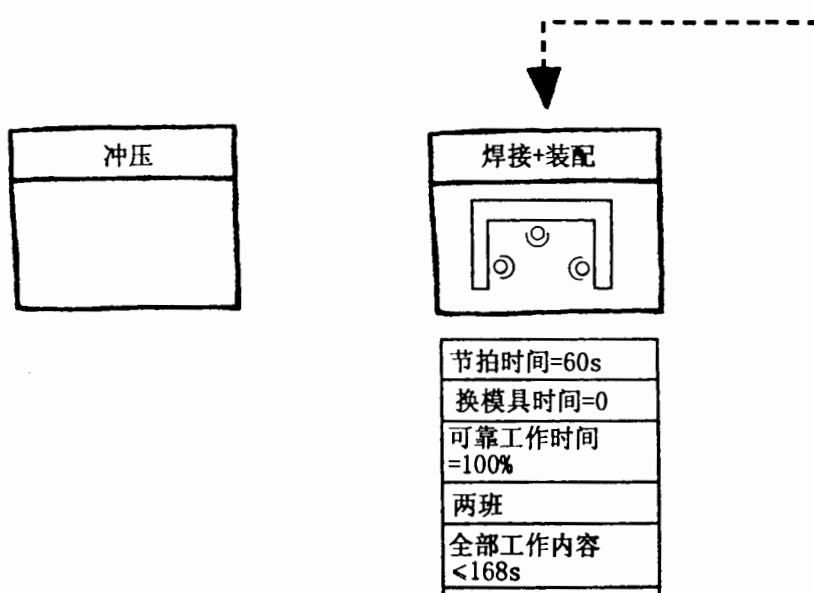 冲压
焊接+装配
节拍时间=60s
换模具时间=0
可靠工作时间
=100%
两班
全部工作内容
<168s